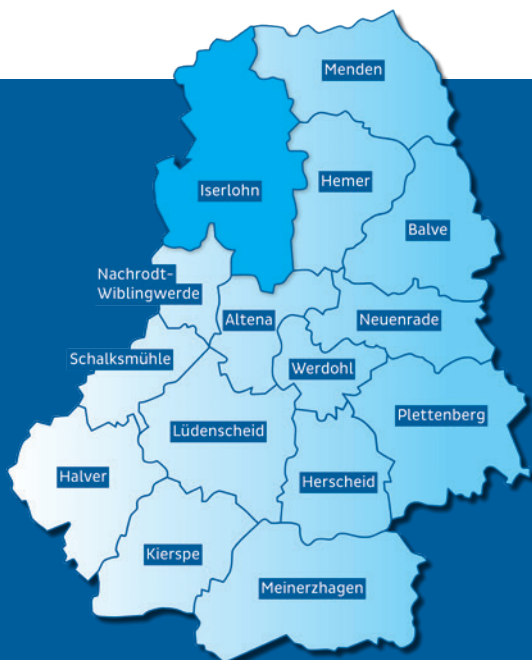 Menden
Hemer
Iserlohn
Balve
Nachrodt-
Wiblingwerde
Altena
Neuenrade
Schalksmühle
Werdohl
Plettenberg
Lüdenscheid
Halver
Herscheid
Kierspe
Meinerzhagen